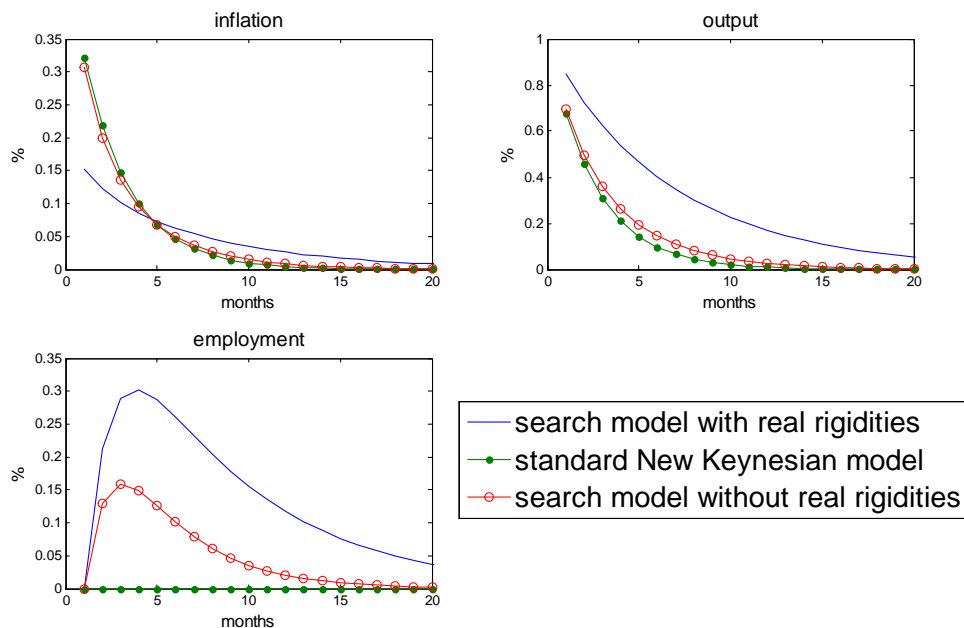 inflation
0.35
0.3
0.25
0.2
0.15
0.1
0.05
0
%
0 5 10 15 20
months
output
1
0.8
0.6
0.4
0.2
0
%
0 5 10 15 20
months
employment
0.35
0.3
0.25
0.2
0.15
0.1
0.05
0
%
0 5 10 15 20
months
search model with real rigidities
standard New Keynesian model
search model without real rigidities